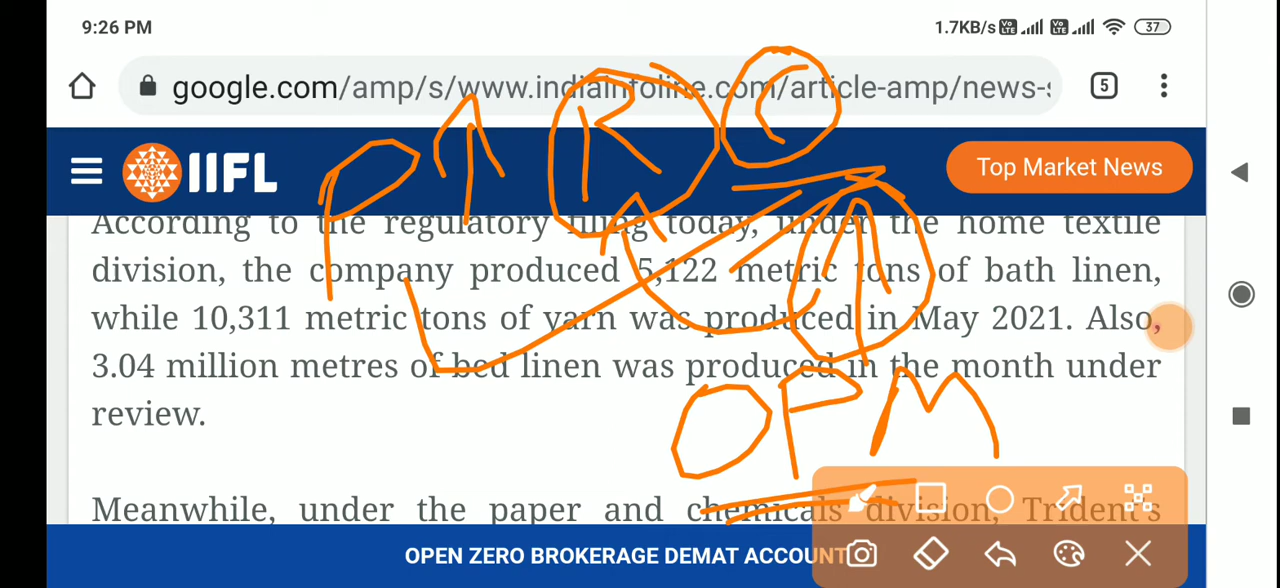 9:26 PM 1.7KB/s Vo LTE Vo LTE 37
google.com/amp/s/www.indiainfoline.com/article-amp/news-s 5
IIFL Top Market News
P R C
According to the regulatory filing today, under the home textile
division, the company produced 5,122 metric tons of bath linen,
while 10,311 metric tons of yarn was produced in May 2021. Also,
3.04 million metres of bed linen was produced in the month under
review.
OPM
Meanwhile, under the paper and chemicals division, Trident's
OPEN ZERO BROKERAGE DEMAT ACCOUNT